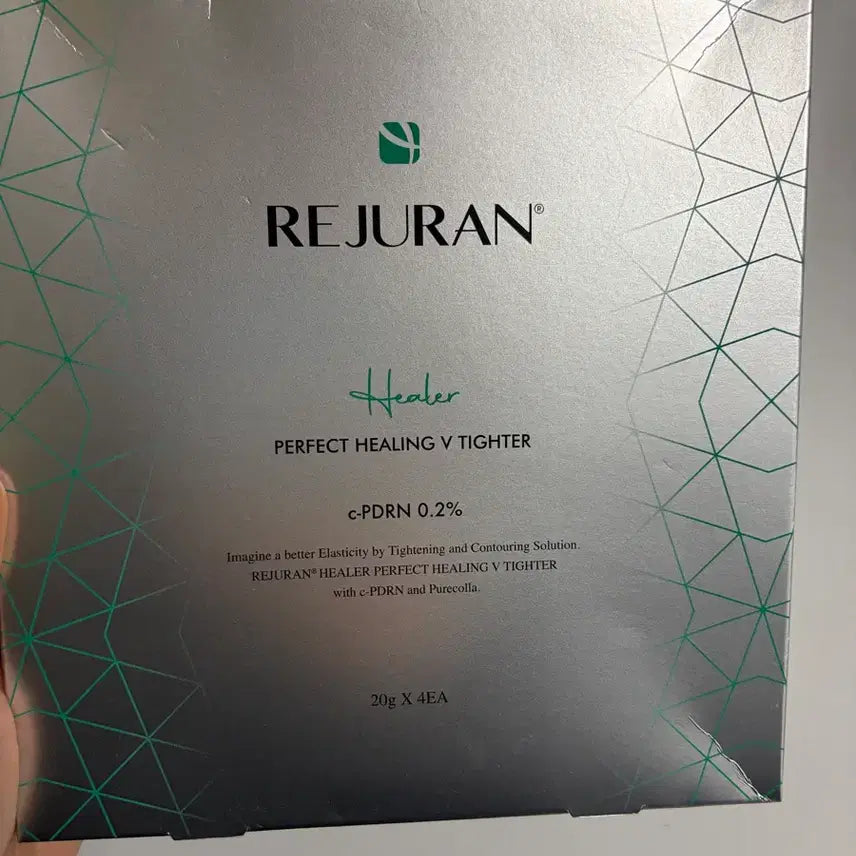 REJURAN®
Healer
PERFECT HEALING V TIGHTER
c-PDRN 0.2%
Imagine a better Elasticity by Tightening and Contouring Solution.
REJURAN® HEALER PERFECT HEALING V TIGHTER
with c-PDRN and Purecolla.
20g X 4EA